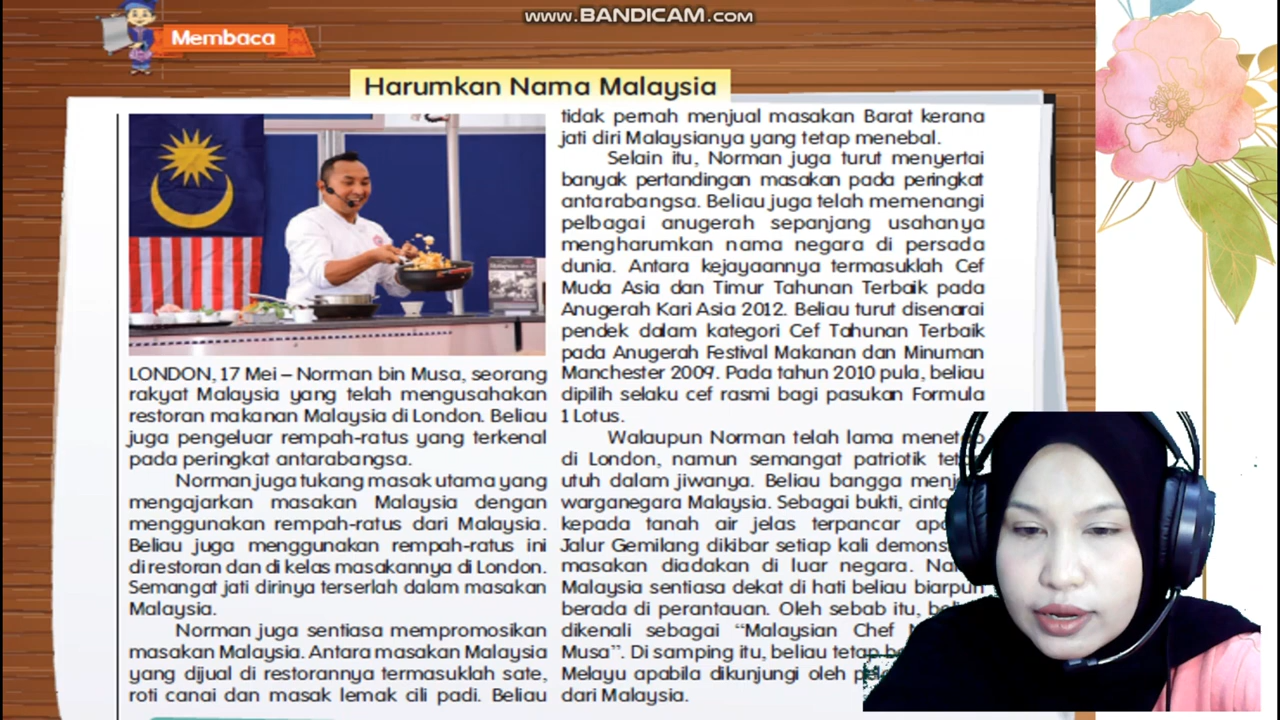 www.BANDICAM.com
Membaca
Harumkan Nama Malaysia
LONDON, 17 Mei – Norman bin Musa, seorang
rakyat Malaysia yang telah mengusahakan
restoran makanan Malaysia di London. Beliau
juga pengeluar rempah-ratus yang terkenal
pada peringkat antarabangsa.
Norman juga tukang masak utama yang
mengajarkan masakan Malaysia dengan
menggunakan rempah-ratus dari Malaysia.
Beliau juga menggunakan rempah-ratus ini
di restoran dan di kelas masakannya di London.
Semangat jati dirinya terserlah dalam masakan
Malaysia.
Norman juga sentiasa mempromosikan
masakan Malaysia. Antara masakan Malaysia
yang dijual di restorannya termasuklah sate,
roti canai dan masak lemak cili padi. Beliau
tidak pernah menjual masakan Barat kerana
jati diri Malaysianya yang tetap menebal.
Selain itu, Norman juga turut menyertai
banyak pertandingan masakan pada peringkat
antarabangsa. Beliau juga telah memenangi
pelbagai anugerah sepanjang usahanya
mengharumkan nama negara di persada
dunia. Antara kejayaannya termasuklah Cef
Muda Asia dan Timur Tahunan Terbaik pada
Anugerah Kari Asia 2012. Beliau turut disenarai
pendek dalam kategori Cef Tahunan Terbaik
pada Anugerah Festival Makanan dan Minuman
Manchester 2009. Pada tahun 2010 pula, beliau
dipilih selaku cef rasmi bagi pasukan Formula
1 Lotus.
Walaupun Norman telah lama menetap
di London, namun semangat patriotik
utuh dalam jiwanya. Beliau bangga
warganegara Malaysia. Sebagai bukti,
kepada tanah air jelas terpancar
Jalur Gemilang dikibar setiap kali
masakan diadakan di luar negara.
Malaysia sentiasa dekat di hati beliau biarpun
berada di perantauan. Oleh sebab itu,
dikenali sebagai “Malaysian Chef
Musa”. Di samping itu, beliau tetap
Melayu apabila dikunjungi oleh
dari Malaysia.